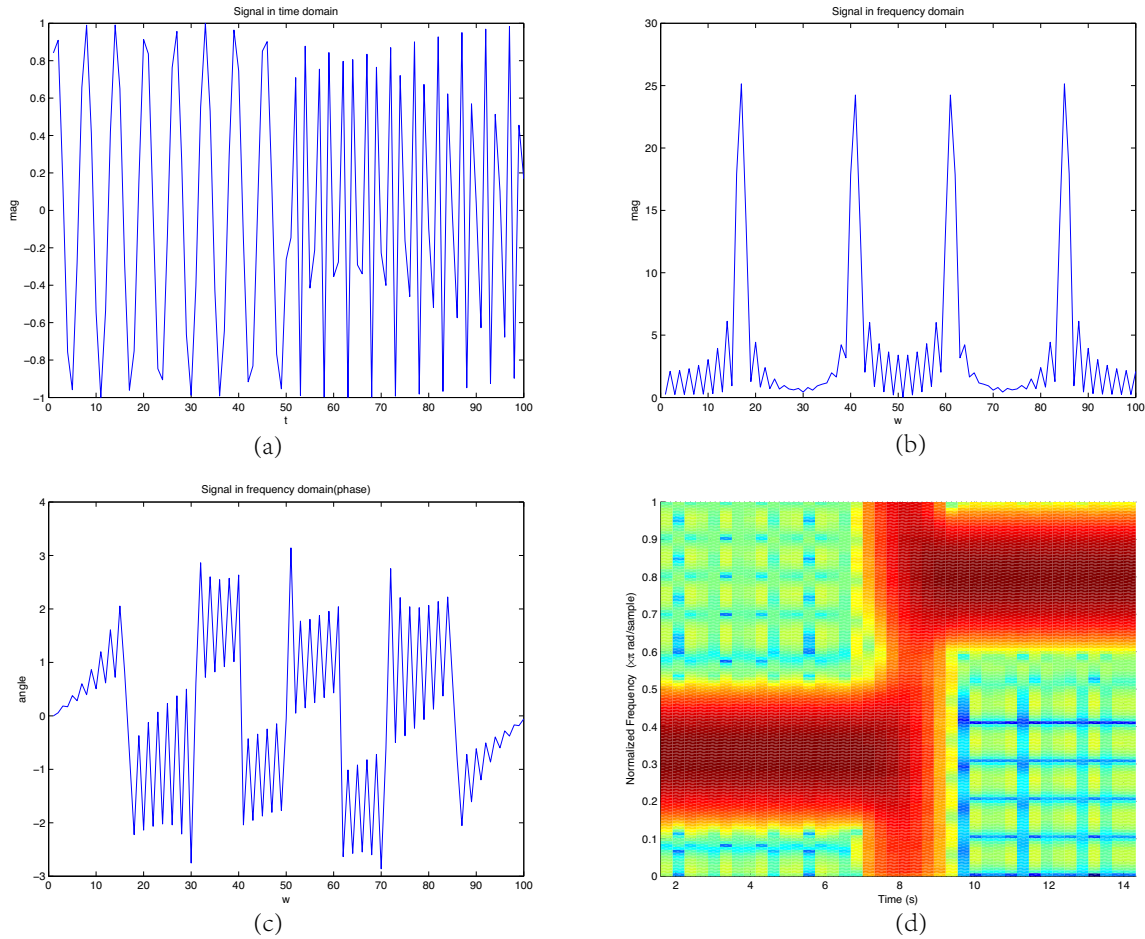 Signal in time domain
1
0.8
0.6
0.4
0.2
0
−0.2
−0.4
−0.6
−0.8
−1
mag
0 10 20 30 40 50 60 70 80 90 100
t
(a)
Signal in frequency domain
30
25
20
15
10
5
0
mag
0 10 20 30 40 50 60 70 80 90 100
w
(b)
Signal in frequency domain(phase)
4
3
2
1
0
−1
−2
−3
angle
0 10 20 30 40 50 60 70 80 90 100
w
(c)
1
0.9
0.8
0.7
0.6
0.5
0.4
0.3
0.2
0.1
0
Normalized Frequency (×π rad/sample)
2 4 6 8 10 12 14
Time (s)
(d)